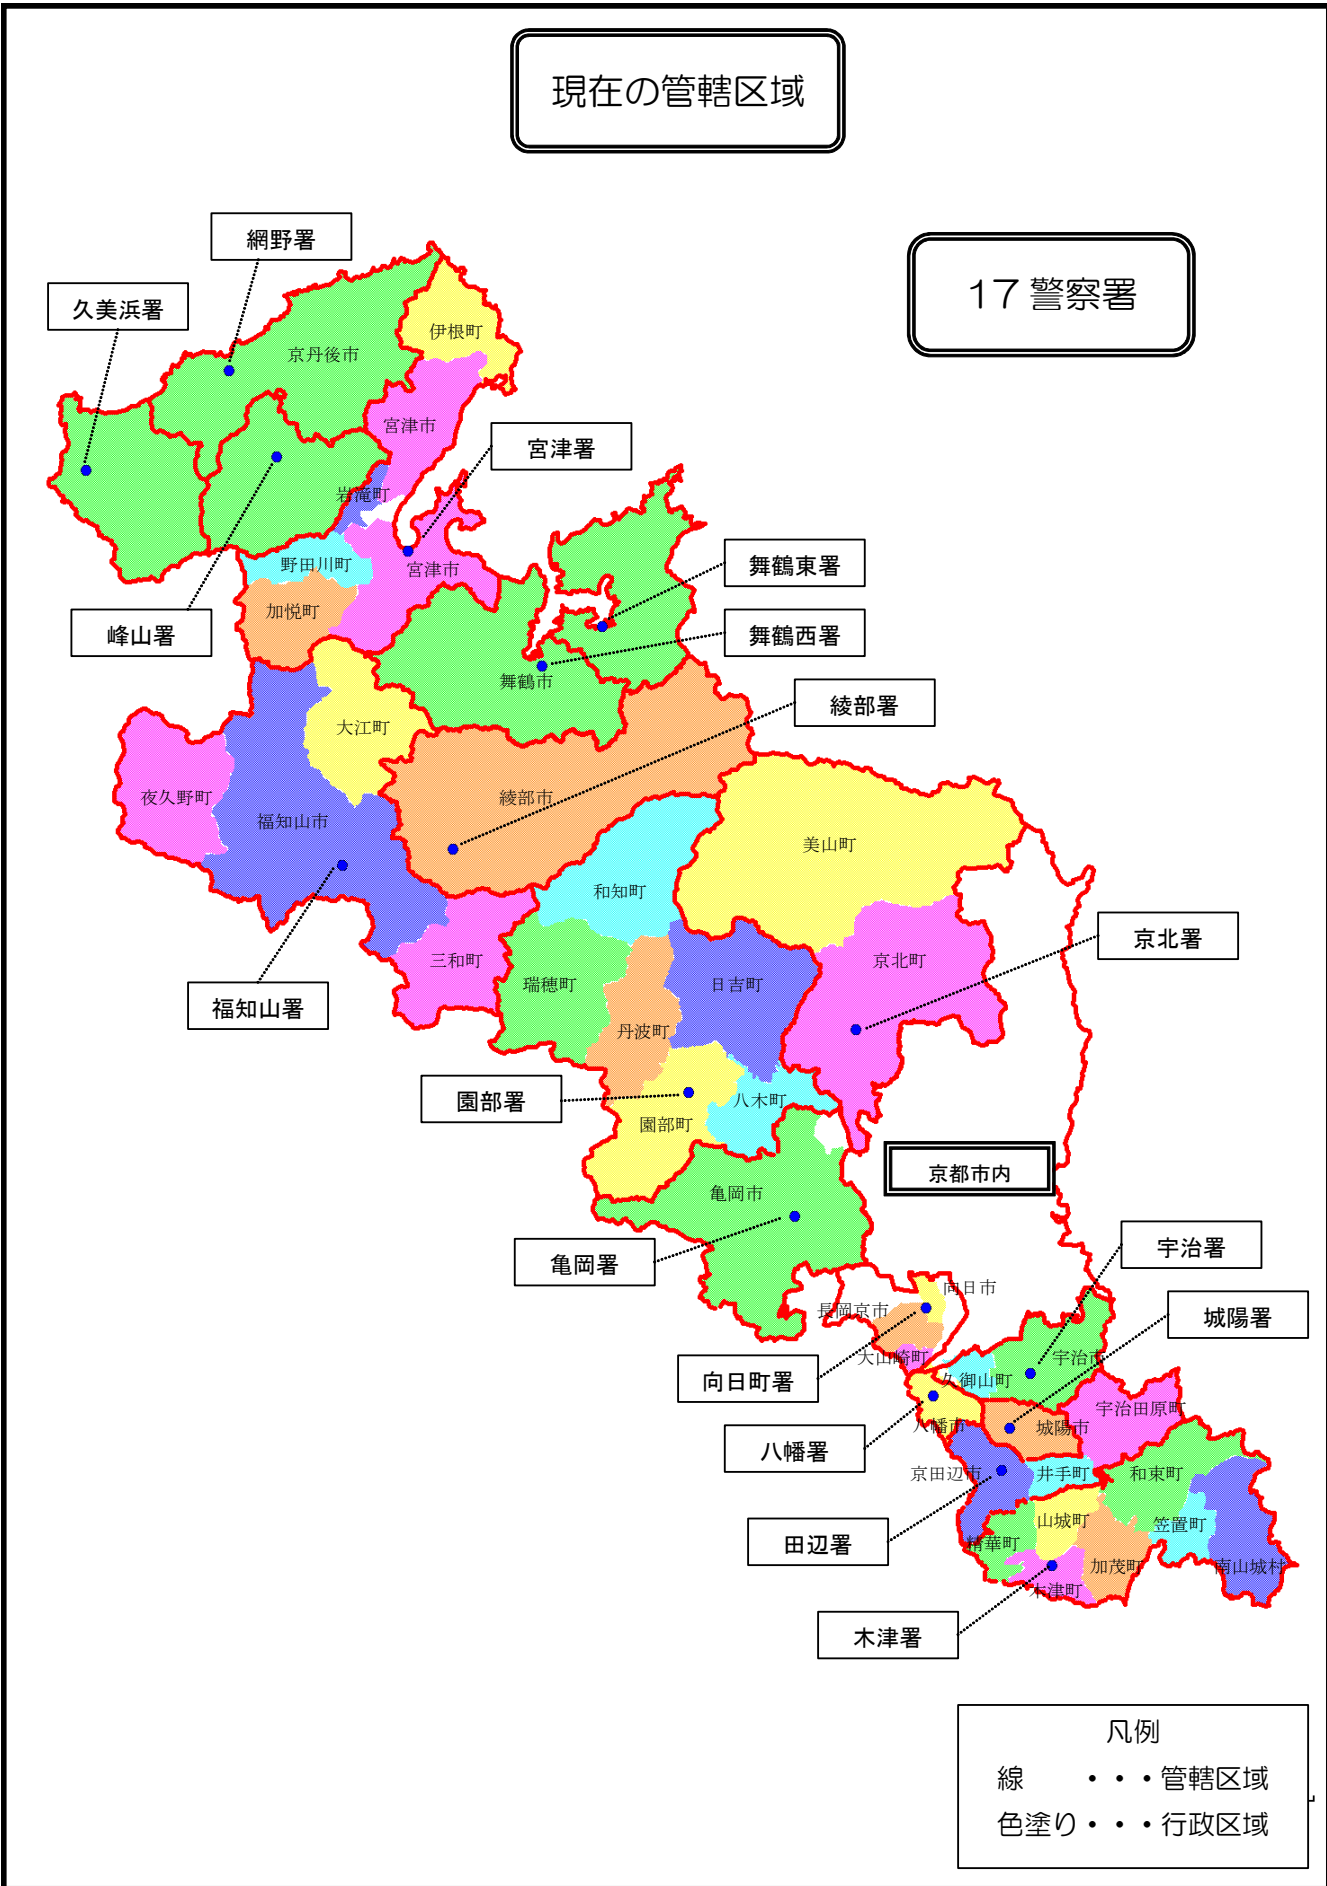 現在の管轄区域
17 警察署
網野署
久美浜署
伊根町
京丹後市
宮津市
宮津署
岩滝町
野田川町
宮津市
舞鶴東署
加悦町
峰山署
舞鶴西署
舞鶴市
綾部署
大江町
夜久野町
綾部市
福知山市
美山町
和知町
京北署
三和町
瑞穂町
日吉町
京北町
福知山署
丹波町
園部署
八木町
園部町
京都市内
亀岡市
亀岡署
宇治署
向日市
長岡京市
城陽署
大山崎町
宇治市
向日町署
久御山町
宇治田原町
八幡市
城陽市
八幡署
京田辺市
井手町
和束町
山城町
笠置町
田辺署
精華町
加茂町
南山城村
木津町
木津署
凡例
線 ・・・管轄区域
色塗り・・・行政区域